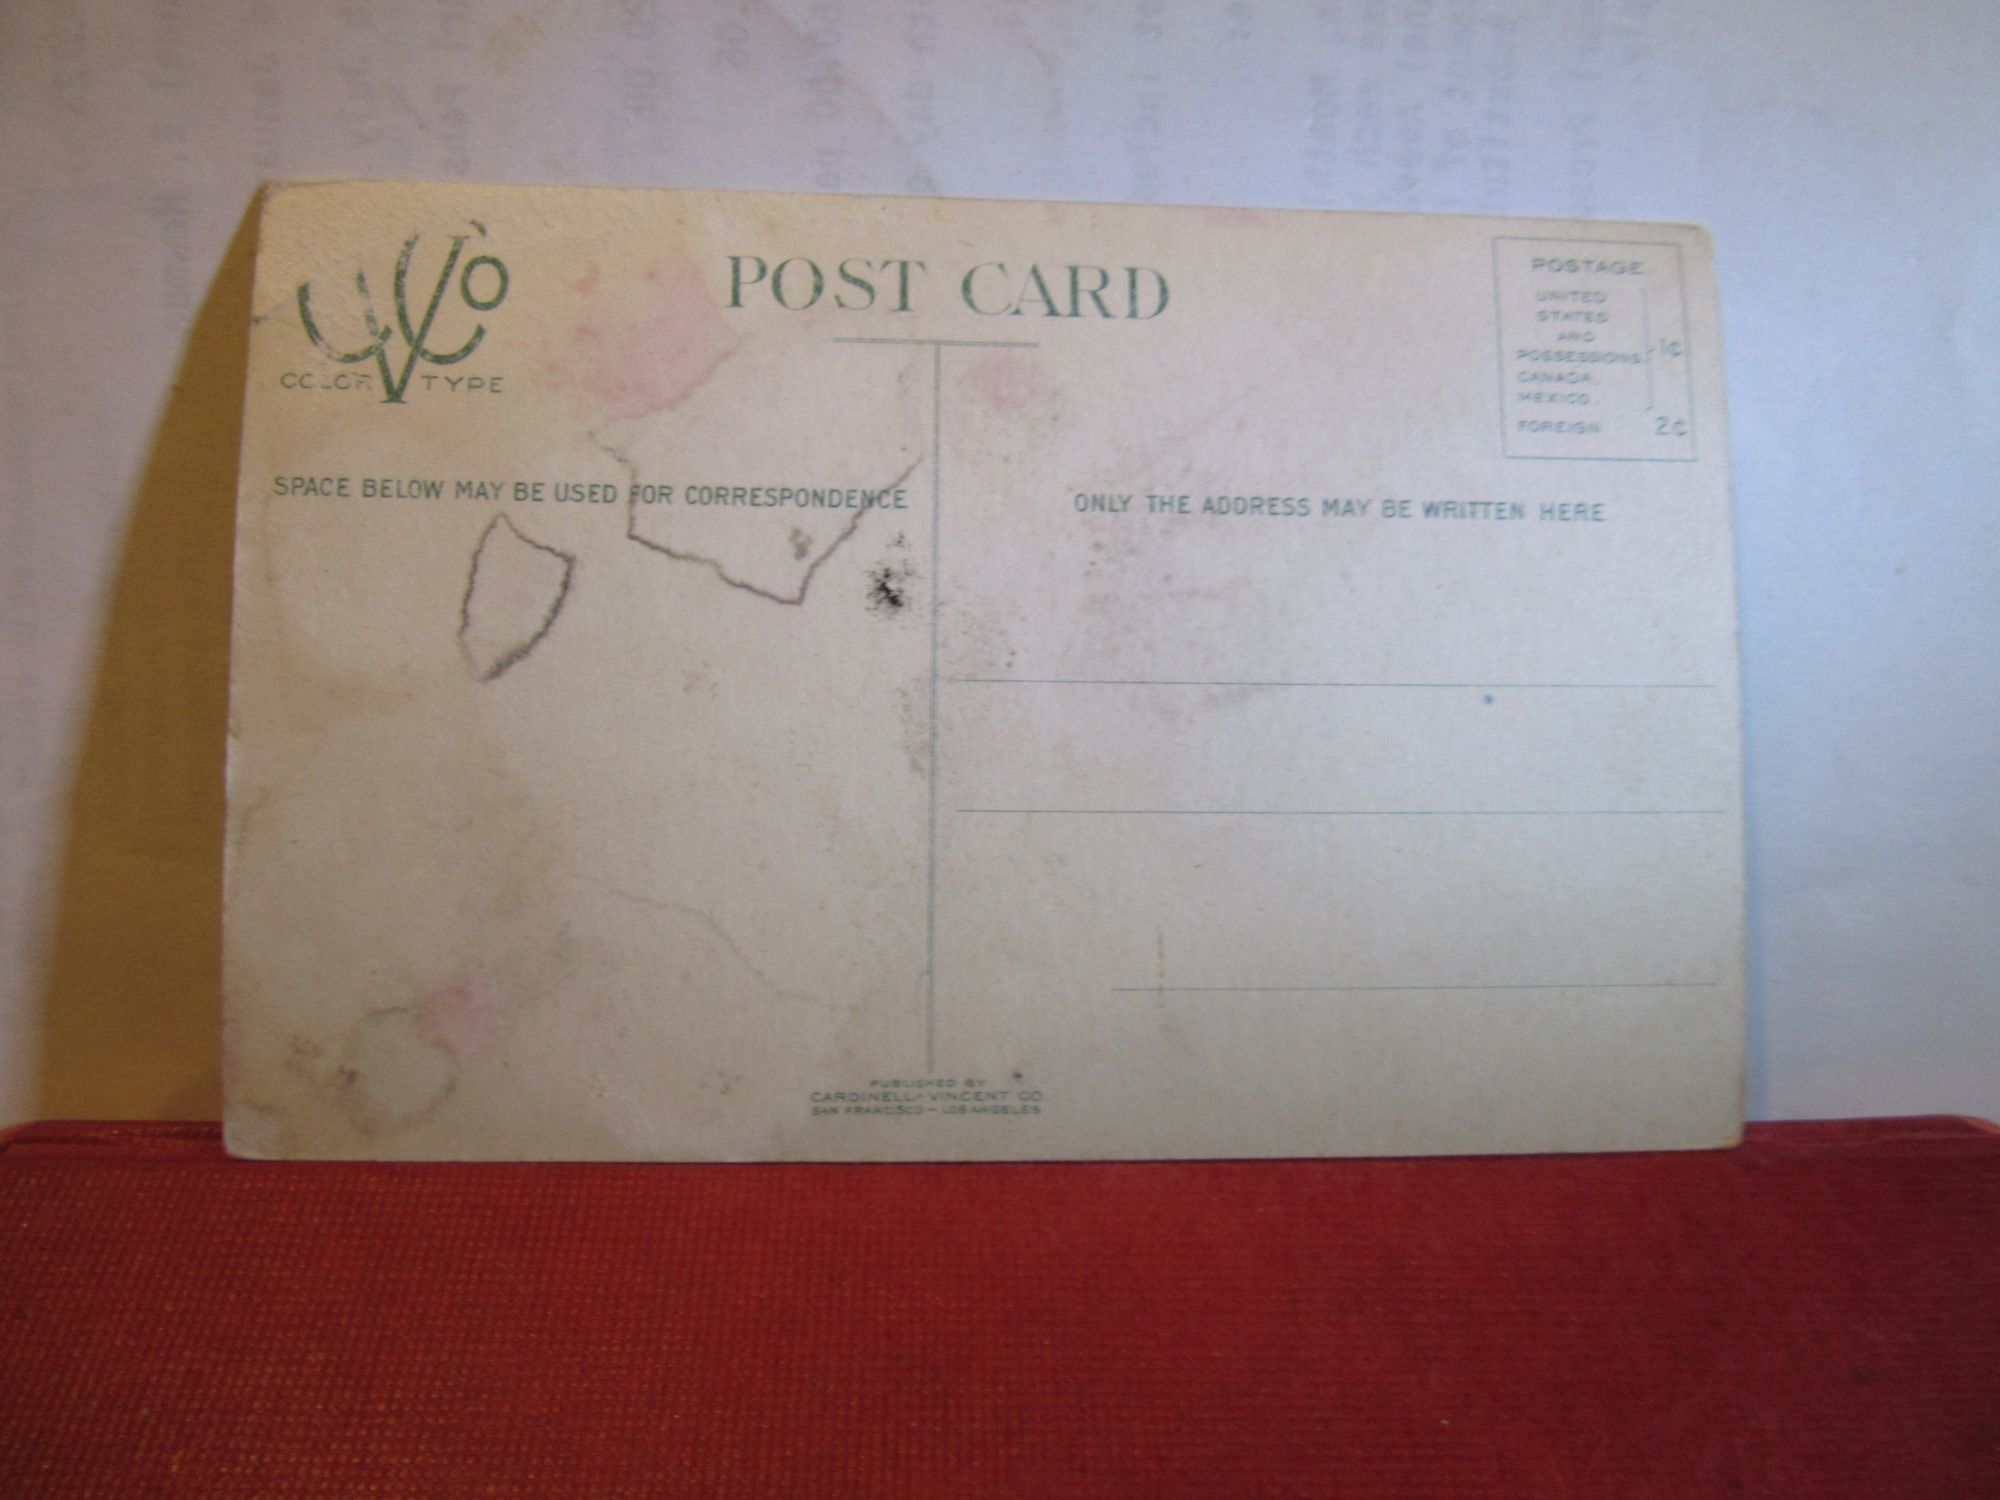 POST CARD
COLOR TYPE
POSTAGE
UNITED
STATES
AND
POSSESSIONS 1¢
CANADA
MEXICO
FOREIGN 2¢
SPACE BELOW MAY BE USED FOR CORRESPONDENCE
ONLY THE ADDRESS MAY BE WRITTEN HERE
PUBLISHED BY
CARDINELL-VINCENT CO.
SAN FRANCISCO - LOS ANGELES